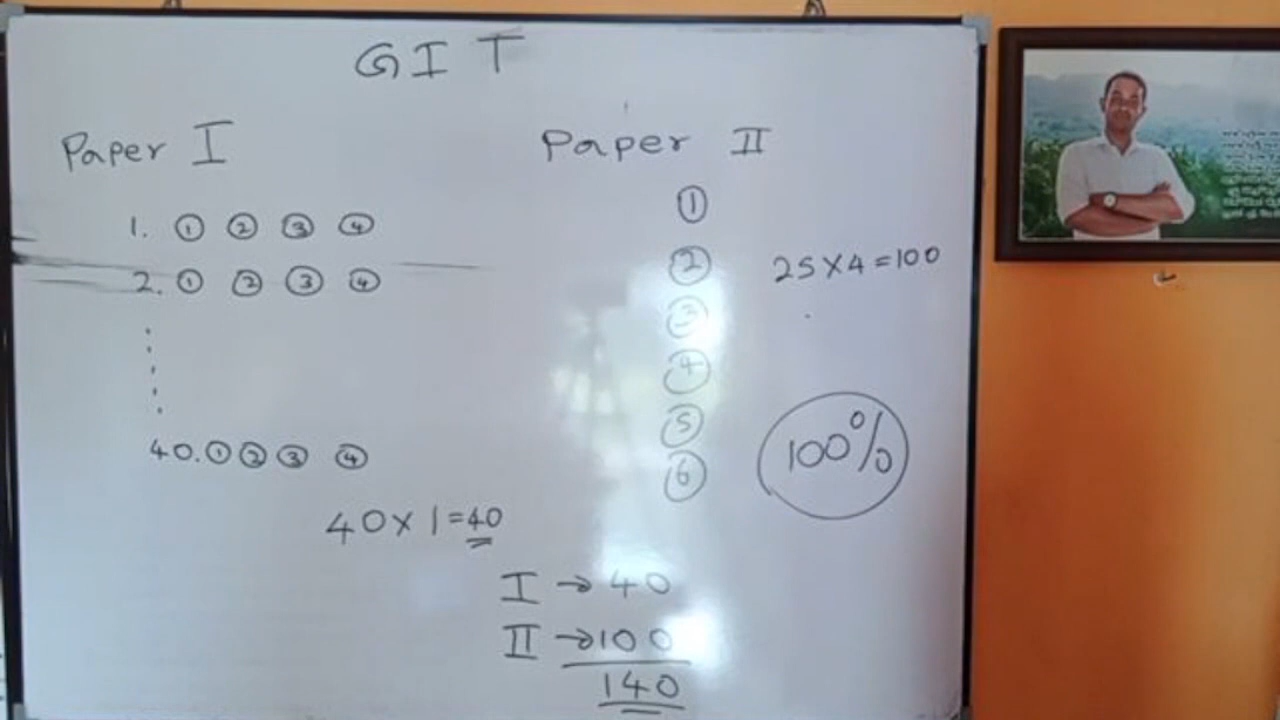 GIT
Paper I
1. ① ② ③ ④
2. ① ② ③ ④
40. ① ② ③ ④
40 x 1 = 40
Paper II
①
②
③
④
⑤
⑥
25 x 4 = 100
100%
I → 40
II → 100
140